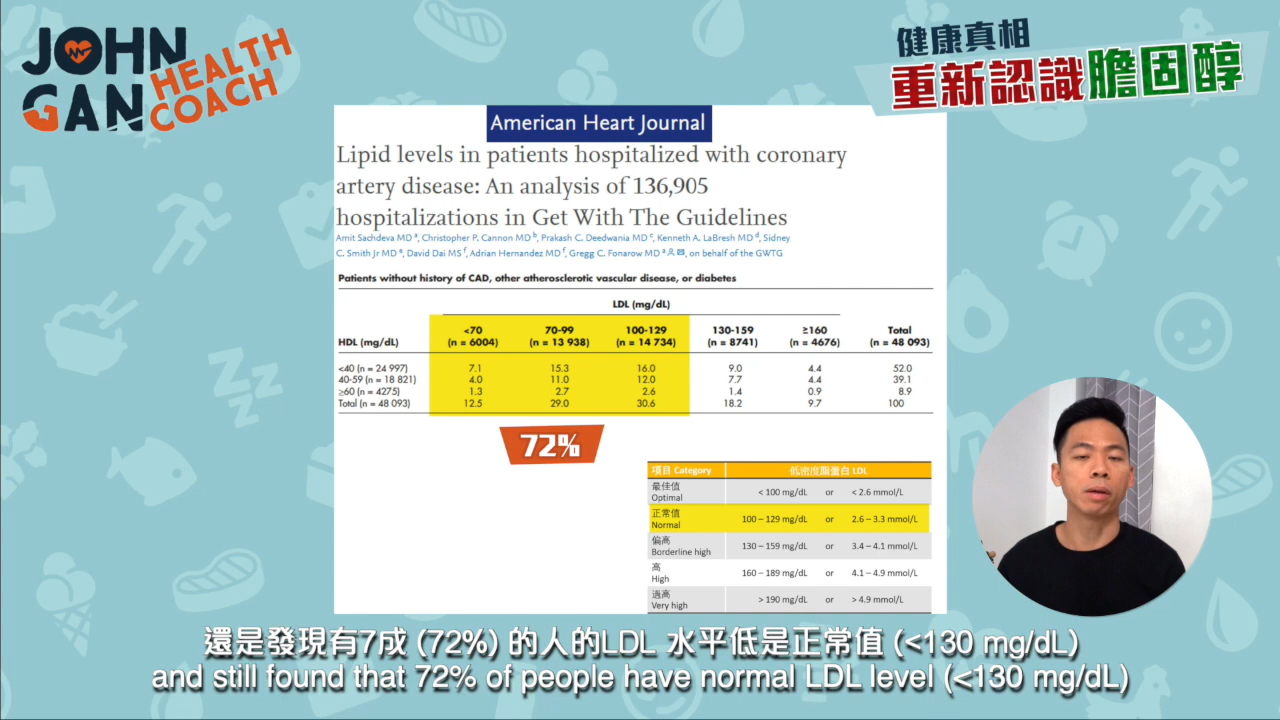 JOHN
GAN
HEALTH
COACH
健康真相
重新認識膽固醇
American Heart Journal
Lipid levels in patients hospitalized with coronary
artery disease: An analysis of 136,905
hospitalizations in Get With The Guidelines
Amit Sachdeva MD ᵃ, Christopher P. Cannon MD ᵇ, Prakash C. Deedwania MD ᶜ, Kenneth A. LaBresh MD ᵈ, Sidney
C. Smith Jr MD ᵉ, David Dai MS ᶠ, Adrian Hernandez MD ᶠ, Gregg C. Fonarow MD ᵃ, on behalf of the GWTG
Patients without history of CAD, other atherosclerotic vascular disease, or diabetes
LDL (mg/dL)
<70 70-99 100-129 130-159 ≥160 Total
HDL (mg/dL) (n = 6004) (n = 13 938) (n = 14 734) (n = 8741) (n = 4676) (n = 48 093)
<40 (n = 24 997) 7.1 15.3 16.0 9.0 4.4 52.0
40-59 (n = 18 821) 4.0 11.0 12.0 7.7 4.4 39.1
≥60 (n = 4275) 1.3 2.7 2.6 1.4 0.9 8.9
Total (n = 48 093) 12.5 29.0 30.6 18.2 9.7 100
72%
項目 Category 低密度脂蛋白 LDL
最佳值
Optimal < 100 mg/dL or < 2.6 mmol/L
正常值
Normal 100 – 129 mg/dL or 2.6 – 3.3 mmol/L
偏高
Borderline high 130 – 159 mg/dL or 3.4 – 4.1 mmol/L
高
High 160 – 189 mg/dL or 4.1 – 4.9 mmol/L
過高
Very high > 190 mg/dL or > 4.9 mmol/L
還是發現有7成 (72%) 的人的LDL 水平低是正常值 (<130 mg/dL)
and still found that 72% of people have normal LDL level (<130 mg/dL)